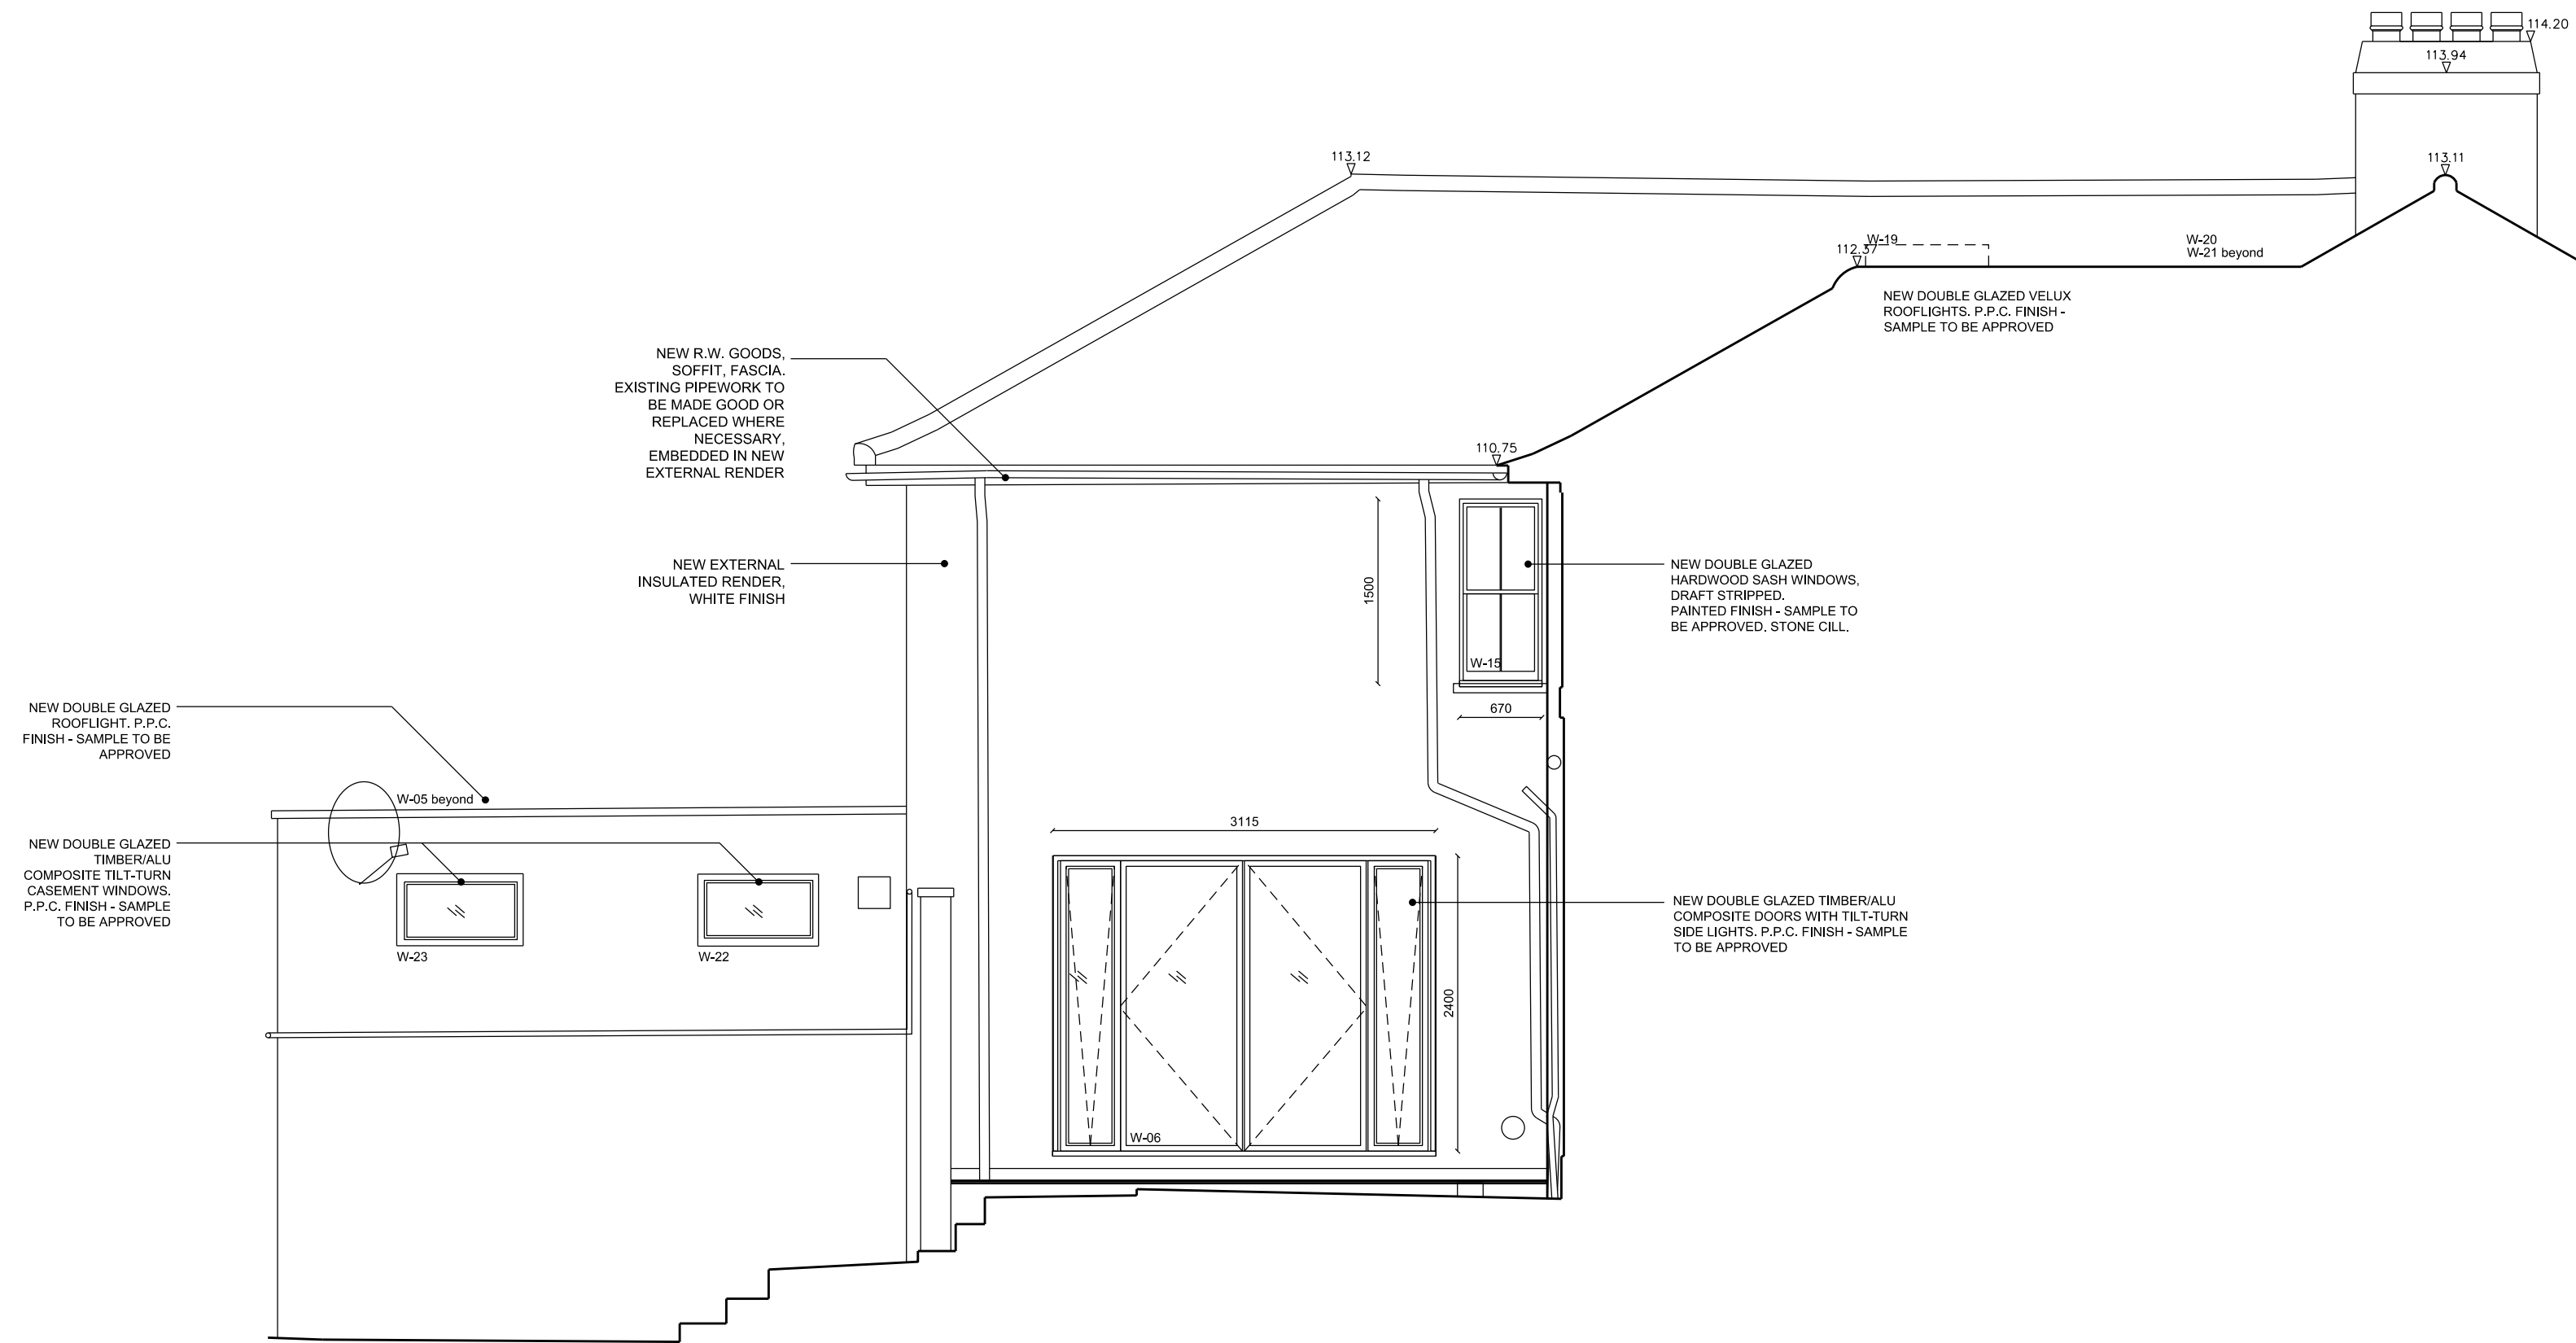 114.20
113.94
113.12
113.11
W-19
112.37
W-20
W-21 beyond
NEW DOUBLE GLAZED VELUX
ROOFLIGHTS. P.P.C. FINISH -
SAMPLE TO BE APPROVED
NEW R.W. GOODS,
SOFFIT, FASCIA.
EXISTING PIPEWORK TO
BE MADE GOOD OR
REPLACED WHERE
NECESSARY,
EMBEDDED IN NEW
EXTERNAL RENDER
110.75
NEW EXTERNAL
INSULATED RENDER,
WHITE FINISH
1500
NEW DOUBLE GLAZED
HARDWOOD SASH WINDOWS,
DRAFT STRIPPED.
PAINTED FINISH - SAMPLE TO
BE APPROVED. STONE CILL.
W-15
670
NEW DOUBLE GLAZED
ROOFLIGHT. P.P.C.
FINISH - SAMPLE TO BE
APPROVED
W-05 beyond
3115
NEW DOUBLE GLAZED
TIMBER/ALU
COMPOSITE TILT-TURN
CASEMENT WINDOWS.
P.P.C. FINISH - SAMPLE
TO BE APPROVED
W-23
W-22
NEW DOUBLE GLAZED TIMBER/ALU
COMPOSITE DOORS WITH TILT-TURN
SIDE LIGHTS. P.P.C. FINISH - SAMPLE
TO BE APPROVED
2400
W-06